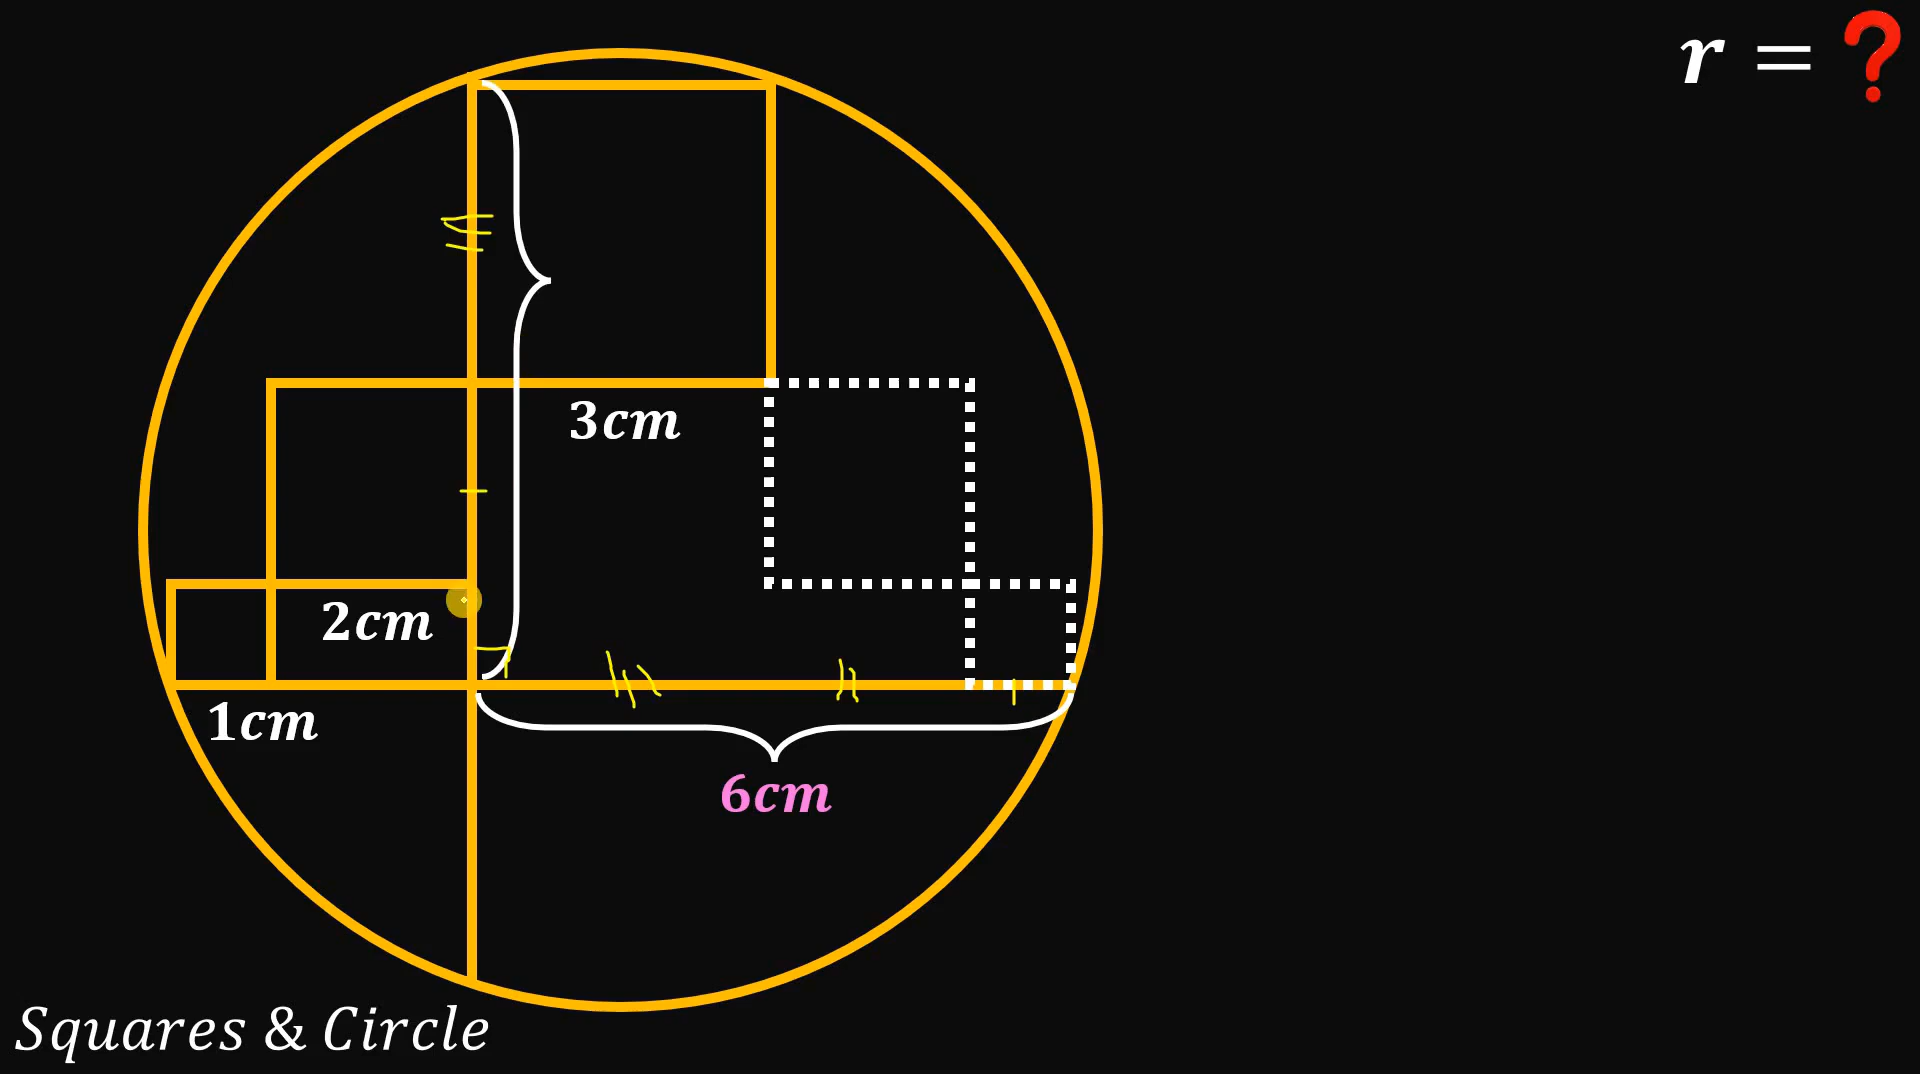 r = ❓
3cm
2cm
1cm
6cm
Squares & Circle